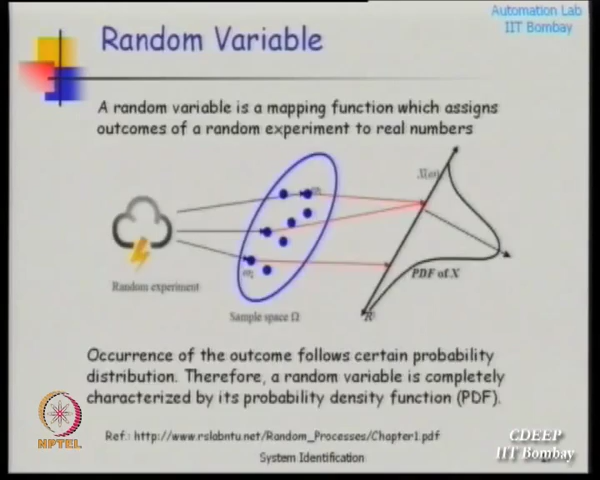 Automation Lab
IIT Bombay
Random Variable
A random variable is a mapping function which assigns
outcomes of a random experiment to real numbers
X(ω)
ω
PDF of X
ω
Random experiment
R
Sample space Ω
Occurrence of the outcome follows certain probability
distribution. Therefore, a random variable is completely
characterized by its probability density function (PDF).
NPTEL
Ref.: http://www.rslabntu.net/Random_Processes/Chapter1.pdf
CDEEP
IIT Bombay
System Identification